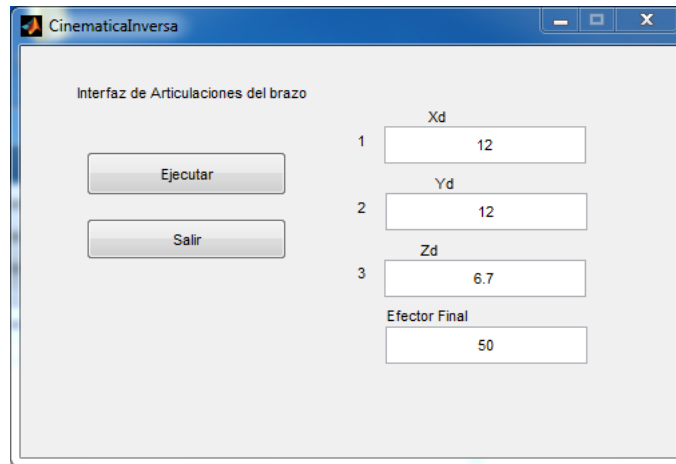 CinematicaInversa
Interfaz de Articulaciones del brazo
Ejecutar
Salir
Xd
1
12
Yd
2
12
Zd
3
6.7
Efector Final
50